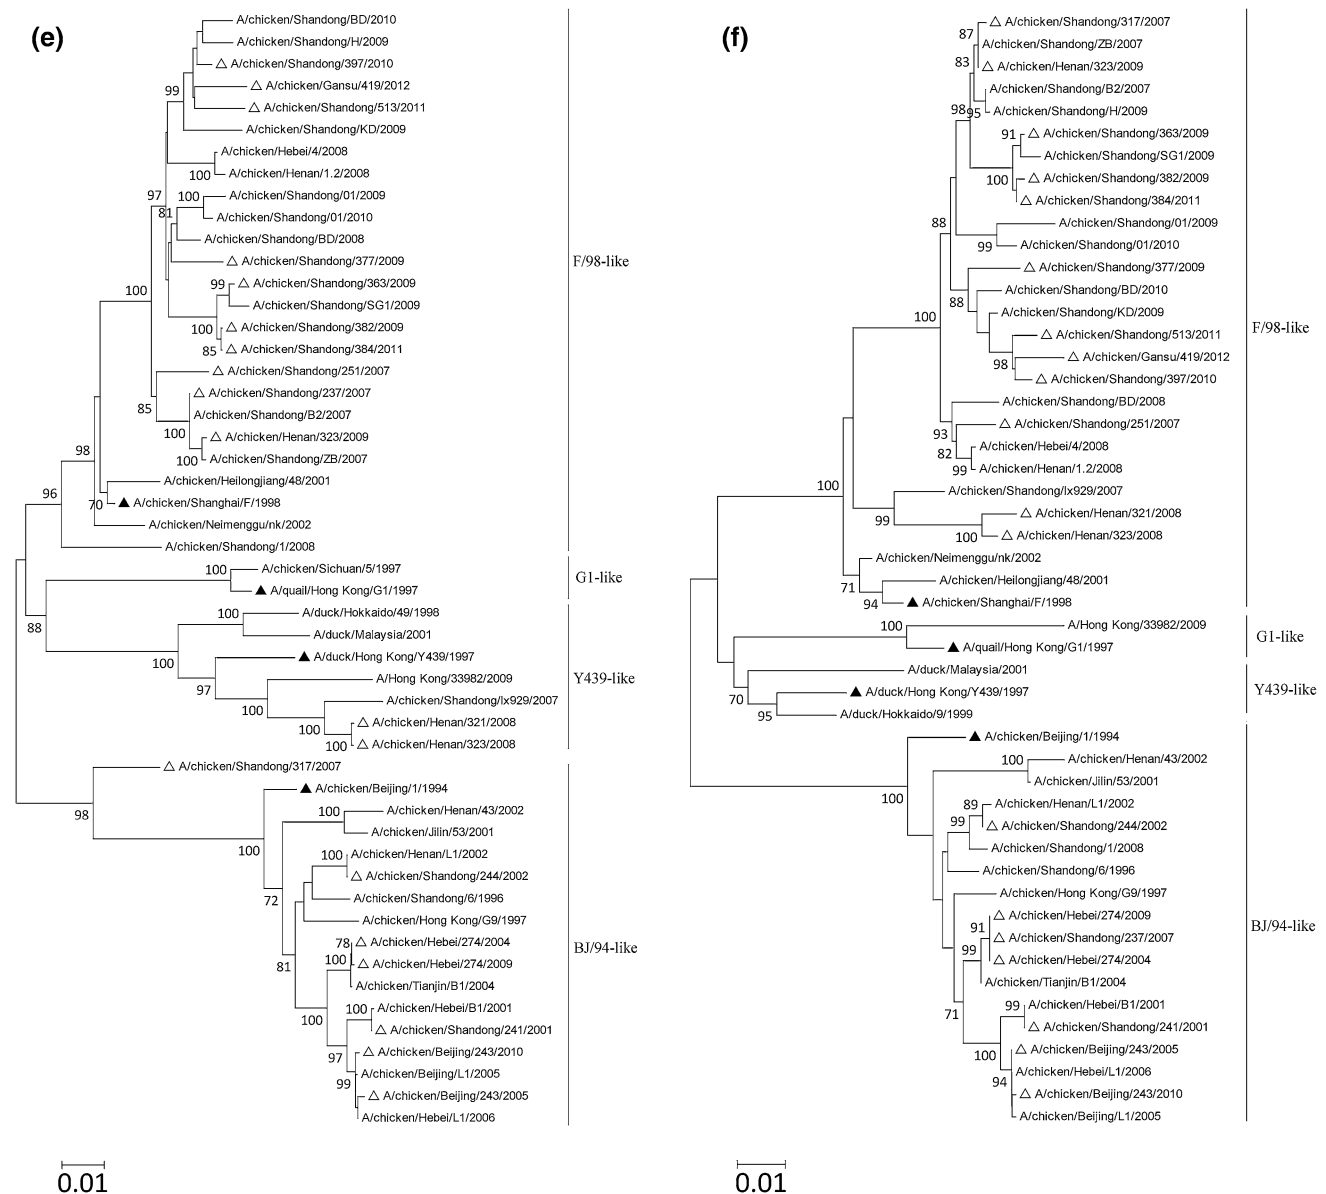 (e)
A/chicken/Shandong/BD/2010
A/chicken/Shandong/H/2009
A/chicken/Shandong/397/2010
A/chicken/Gansu/419/2012
99
A/chicken/Shandong/513/2011
A/chicken/Shandong/KD/2009
A/chicken/Hebei/4/2008
A/chicken/Henan/1.2/2008
100
97
100
A/chicken/Shandong/01/2009
81
A/chicken/Shandong/01/2010
A/chicken/Shandong/BD/2008
A/chicken/Shandong/377/2009
F/98-like
99
A/chicken/Shandong/363/2009
100
A/chicken/Shandong/SG1/2009
100
A/chicken/Shandong/382/2009
85
A/chicken/Shandong/384/2011
A/chicken/Shandong/251/2007
A/chicken/Shandong/237/2007
85
A/chicken/Shandong/B2/2007
100
A/chicken/Henan/323/2009
100
A/chicken/Shandong/ZB/2007
98
A/chicken/Heilongjiang/48/2001
96
70
A/chicken/Shanghai/F/1998
A/chicken/Neimenggu/nk/2002
A/chicken/Shandong/1/2008
100
A/chicken/Sichuan/5/1997
G1-like
A/quail/Hong Kong/G1/1997
100
A/duck/Hokkaido/49/1998
88
A/duck/Malaysia/2001
100
A/duck/Hong Kong/Y439/1997
97
A/Hong Kong/33982/2009
Y439-like
100
A/chicken/Shandong/lx929/2007
A/chicken/Henan/321/2008
100
100
A/chicken/Henan/323/2008
A/chicken/Shandong/317/2007
A/chicken/Beijing/1/1994
98
100
A/chicken/Henan/43/2002
A/chicken/Jilin/53/2001
100
100
A/chicken/Henan/L1/2002
A/chicken/Shandong/244/2002
72
A/chicken/Shandong/6/1996
A/chicken/Hong Kong/G9/1997
78
A/chicken/Hebei/274/2004
BJ/94-like
100
A/chicken/Hebei/274/2009
81
A/chicken/Tianjin/B1/2004
100
A/chicken/Hebei/B1/2001
100
A/chicken/Shandong/241/2001
97
A/chicken/Beijing/243/2010
A/chicken/Beijing/L1/2005
99
A/chicken/Beijing/243/2005
A/chicken/Hebei/L1/2006
0.01
(f)
A/chicken/Shandong/317/2007
87
A/chicken/Shandong/ZB/2007
83
A/chicken/Henan/323/2009
A/chicken/Shandong/B2/2007
98
95
A/chicken/Shandong/H/2009
91
A/chicken/Shandong/363/2009
A/chicken/Shandong/SG1/2009
100
A/chicken/Shandong/382/2009
A/chicken/Shandong/384/2011
88
A/chicken/Shandong/01/2009
99
A/chicken/Shandong/01/2010
A/chicken/Shandong/377/2009
88
A/chicken/Shandong/BD/2010
100
A/chicken/Shandong/KD/2009
F/98-like
A/chicken/Shandong/513/2011
98
A/chicken/Gansu/419/2012
A/chicken/Shandong/397/2010
A/chicken/Shandong/BD/2008
93
A/chicken/Shandong/251/2007
82
A/chicken/Hebei/4/2008
99
A/chicken/Henan/1.2/2008
100
A/chicken/Shandong/lx929/2007
99
A/chicken/Henan/321/2008
100
A/chicken/Henan/323/2008
A/chicken/Neimenggu/nk/2002
71
A/chicken/Heilongjiang/48/2001
94
A/chicken/Shanghai/F/1998
100
A/Hong Kong/33982/2009
G1-like
A/quail/Hong Kong/G1/1997
A/duck/Malaysia/2001
70
A/duck/Hong Kong/Y439/1997
Y439-like
95
A/duck/Hokkaido/9/1999
A/chicken/Beijing/1/1994
100
A/chicken/Henan/43/2002
A/chicken/Jilin/53/2001
100
89
A/chicken/Henan/L1/2002
99
A/chicken/Shandong/244/2002
A/chicken/Shandong/1/2008
A/chicken/Shandong/6/1996
A/chicken/Hong Kong/G9/1997
A/chicken/Hebei/274/2009
91
A/chicken/Shandong/237/2007
BJ/94-like
99
A/chicken/Hebei/274/2004
A/chicken/Tianjin/B1/2004
99
A/chicken/Hebei/B1/2001
71
A/chicken/Shandong/241/2001
100
A/chicken/Beijing/243/2005
A/chicken/Hebei/L1/2006
94
A/chicken/Beijing/243/2010
A/chicken/Beijing/L1/2005
0.01